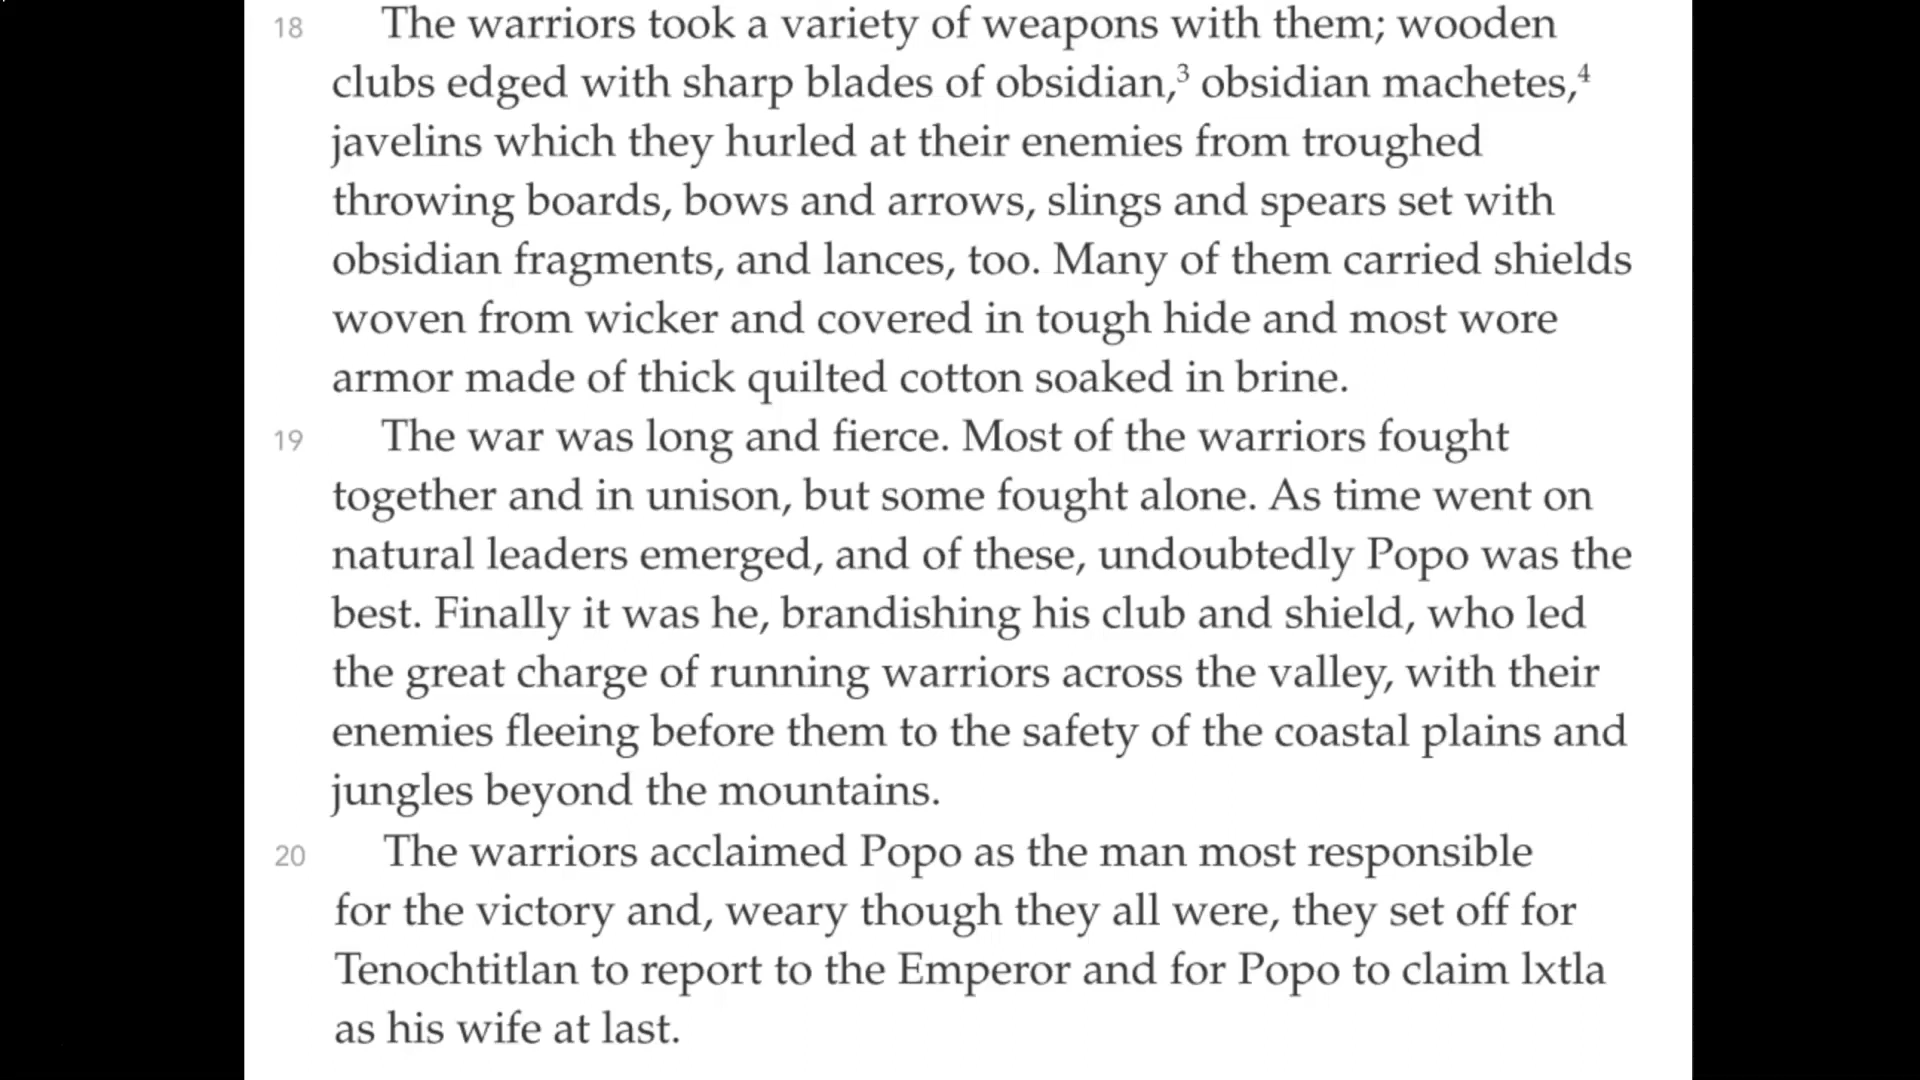 18 The warriors took a variety of weapons with them; wooden
clubs edged with sharp blades of obsidian,³ obsidian machetes,⁴
javelins which they hurled at their enemies from troughed
throwing boards, bows and arrows, slings and spears set with
obsidian fragments, and lances, too. Many of them carried shields
woven from wicker and covered in tough hide and most wore
armor made of thick quilted cotton soaked in brine.
19 The war was long and fierce. Most of the warriors fought
together and in unison, but some fought alone. As time went on
natural leaders emerged, and of these, undoubtedly Popo was the
best. Finally it was he, brandishing his club and shield, who led
the great charge of running warriors across the valley, with their
enemies fleeing before them to the safety of the coastal plains and
jungles beyond the mountains.
20 The warriors acclaimed Popo as the man most responsible
for the victory and, weary though they all were, they set off for
Tenochtitlan to report to the Emperor and for Popo to claim lxtla
as his wife at last.